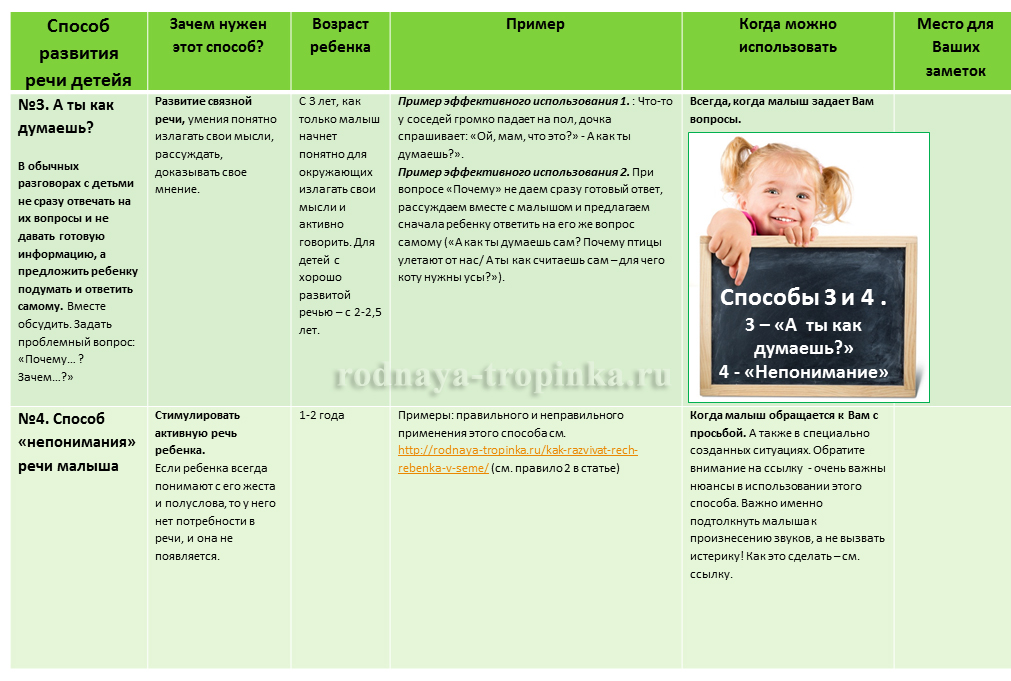 Способ
развития
речи детейя
Зачем нужен
этот способ?
Возраст
ребенка
Пример
Когда можно
использовать
Место для
Ваших
заметок
№3. А ты как
думаешь?
В обычных
разговорах с детьми
не сразу отвечать на
их вопросы и не
давать готовую
информацию, а
предложить ребенку
подумать и ответить
самому. Вместе
обсудить. Задать
проблемный вопрос:
«Почему... ?
Зачем...?»
Развитие связной
речи, умения понятно
излагать свои мысли,
рассуждать,
доказывать свое
мнение.
С 3 лет, как
только малыш
начнет
понятно для
окружающих
излагать свои
мысли и
активно
говорить. Для
детей с
хорошо
развитой
речью – с 2-2,5
лет.
Пример эффективного использования 1. : Что-то
у соседей громко падает на пол, дочка
спрашивает: «Ой, мам, что это?» - А как ты
думаешь?».
Пример эффективного использования 2. При
вопросе «Почему» не даем сразу готовый ответ,
рассуждаем вместе с малышом и предлагаем
сначала ребенку ответить на его же вопрос
самому («А как ты думаешь сам? Почему птицы
улетают от нас/ А ты как считаешь сам – для чего
коту нужны усы?»).
Всегда, когда малыш задает Вам
вопросы.
Способы 3 и 4 .
3 – «А ты как
думаешь?»
4 - «Непонимание»
rodnaya-tropinka.ru
№4. Способ
«непонимания»
речи малыша
Стимулировать
активную речь
ребенка.
Если ребенка всегда
понимают с его жеста
и полуслова, то у него
нет потребности в
речи, и она не
появляется.
1-2 года
Примеры: правильного и неправильного
применения этого способа см.
http://rodnaya-tropinka.ru/kak-razvivat-rech-
rebenka-v-seme/ (см. правило 2 в статье)
Когда малыш обращается к Вам с
просьбой. А также в специально
созданных ситуациях. Обратите
внимание на ссылку - очень важны
нюансы в использовании этого
способа. Важно именно
подтолкнуть малыша к
произнесению звуков, а не вызвать
истерику! Как это сделать – см.
ссылку.